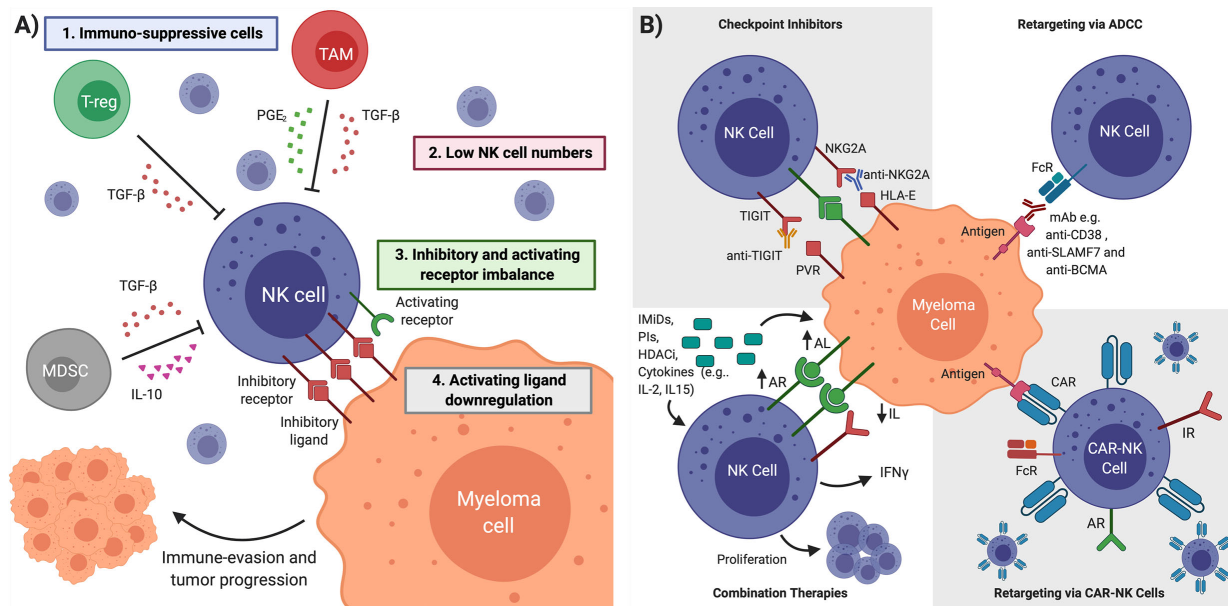 A)
1. Immuno-suppressive cells
TAM
T-reg
PGE₂
TGF-β
2. Low NK cell numbers
TGF-β
3. Inhibitory and activating
receptor imbalance
TGF-β
NK cell
Activating
receptor
MDSC
IL-10
Inhibitory
receptor
4. Activating ligand
downregulation
Inhibitory
ligand
Myeloma
cell
Immune-evasion and
tumor progression
B)
Checkpoint Inhibitors
NK Cell
NKG2A
anti-NKG2A
HLA-E
TIGIT
anti-TIGIT
PVR
Retargeting via ADCC
NK Cell
FcR
mAb e.g.
anti-CD38 ,
anti-SLAMF7 and
anti-BCMA
Antigen
Myeloma
Cell
IMiDs,
PIs,
HDACi,
Cytokines (e.g..
IL-2, IL15)
AL
AR
IL
NK Cell
IFNγ
Proliferation
Combination Therapies
Antigen
CAR
IR
CAR-NK
Cell
FcR
AR
Retargeting via CAR-NK Cells